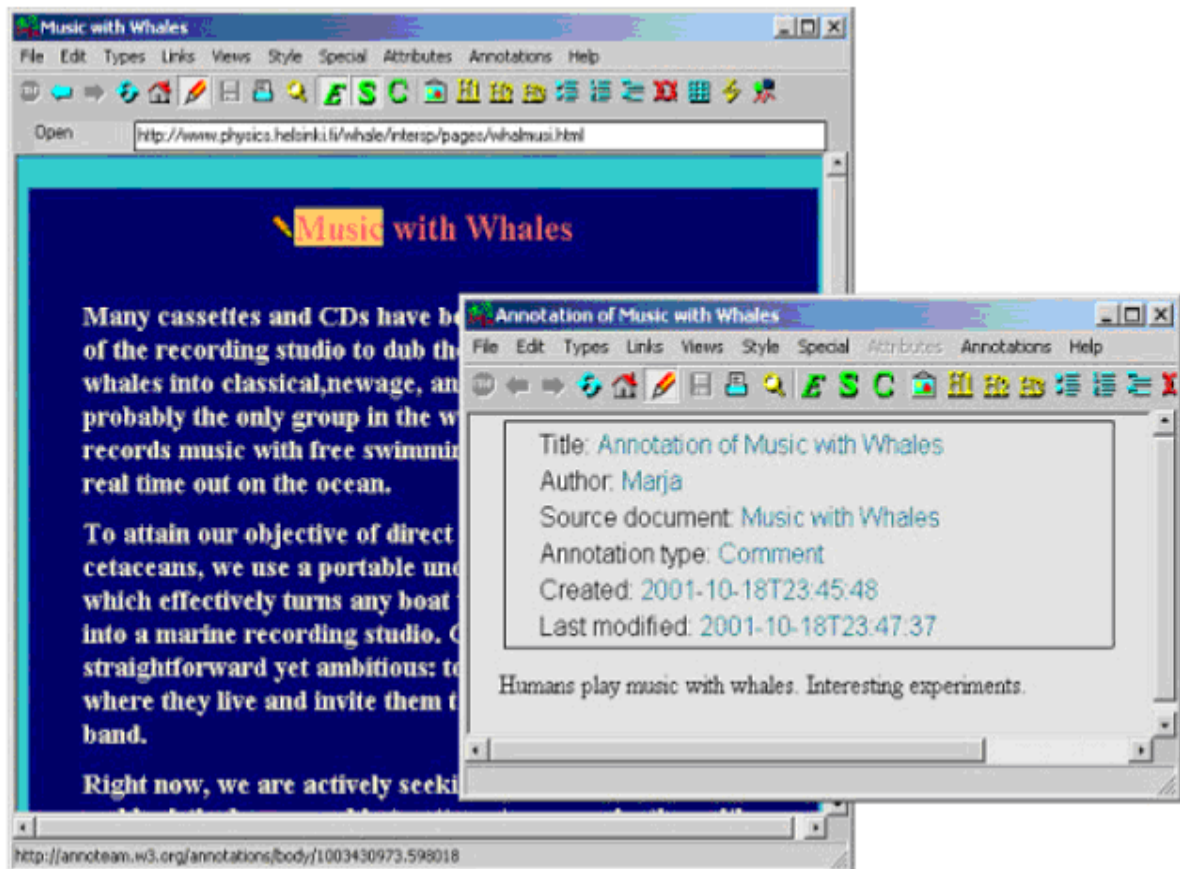 Music with Whales
File Edit Types Links Views Style Special Attributes Annotations Help
E S C H1 H2 H3
Open http://www.physics.helsinki.fi/whale/intersp/pages/whalmusi.html
Music with Whales
Many cassettes and CDs have be
of the recording studio to dub the
whales into classical,newage, an
probably the only group in the w
records music with free swimmin
real time out on the ocean.
To attain our objective of direct
cetaceans, we use a portable und
which effectively turns any boat
into a marine recording studio.
straightforward yet ambitious: to
where they live and invite them t
band.
Right now, we are actively seeki
http://annoteam.w3.org/annotations/body/1003430973.598018
Annotation of Music with Whales
File Edit Types Links Views Style Special Attributes Annotations Help
E S C H1 H2 H3
Title: Annotation of Music with Whales
Author: Marja
Source document: Music with Whales
Annotation type: Comment
Created: 2001-10-18T23:45:48
Last modified: 2001-10-18T23:47:37
Humans play music with whales. Interesting experiments.